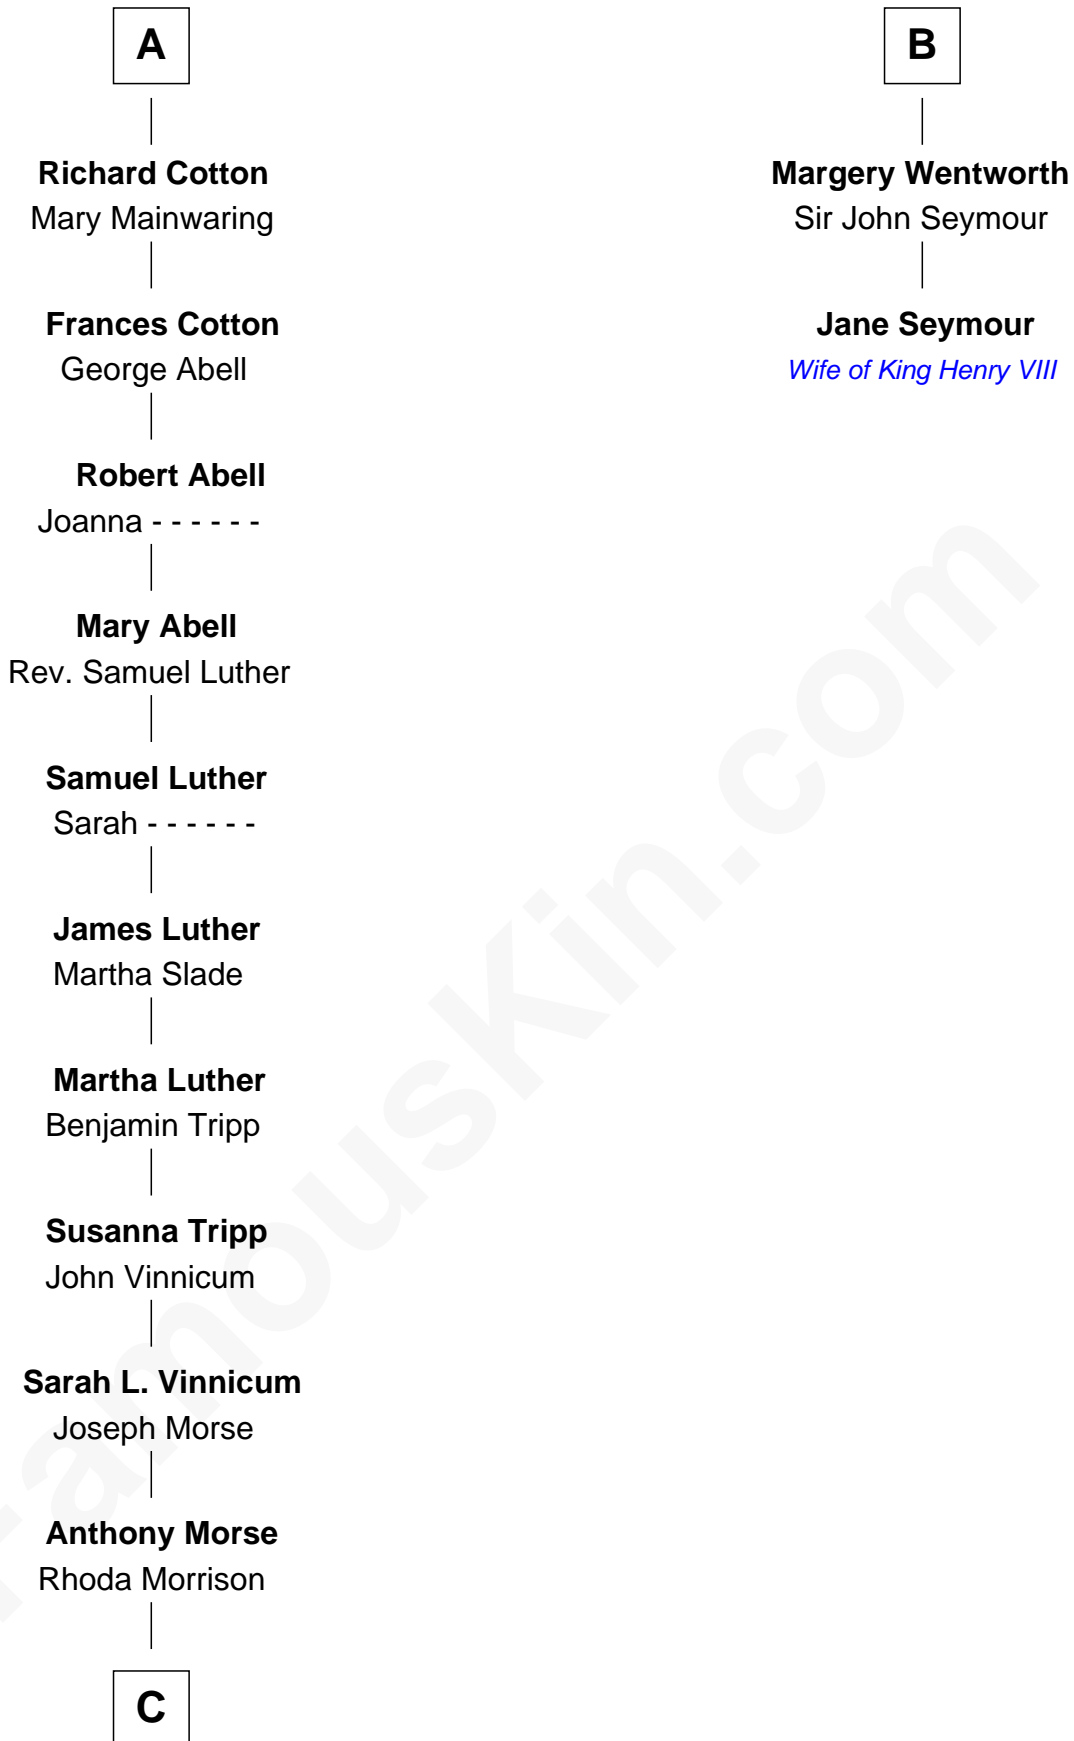 A
Richard Cotton
Mary Mainwaring
Frances Cotton
George Abell
Robert Abell
Joanna - - - - - -
Mary Abell
Rev. Samuel Luther
Samuel Luther
Sarah - - - - - -
James Luther
Martha Slade
Martha Luther
Benjamin Tripp
Susanna Tripp
John Vinnicum
Sarah L. Vinnicum
Joseph Morse
Anthony Morse
Rhoda Morrison
C
B
Margery Wentworth
Sir John Seymour
Jane Seymour
Wife of King Henry VIII
FamousKin.com